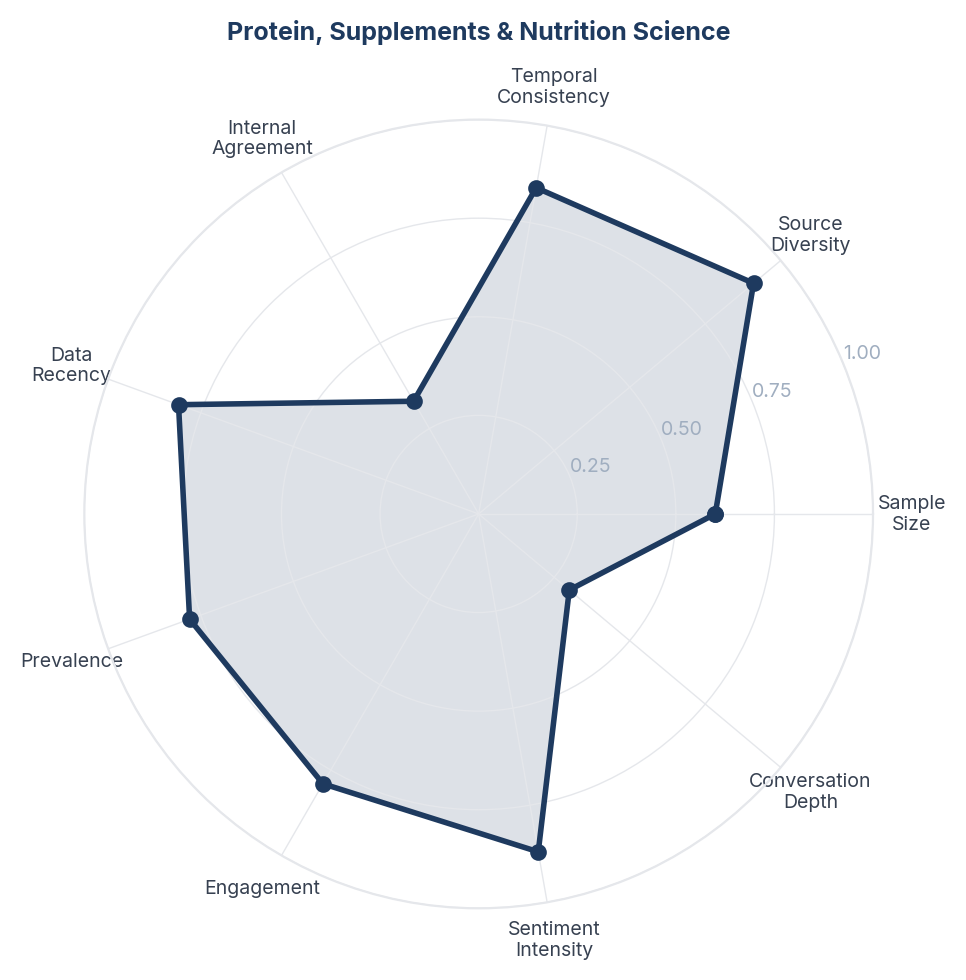 Protein, Supplements & Nutrition Science
Temporal
Consistency
Internal
Agreement
Source
Diversity
Data
Recency
1.00
0.75
0.50
0.25
Sample
Size
Prevalence
Conversation
Depth
Engagement
Sentiment
Intensity